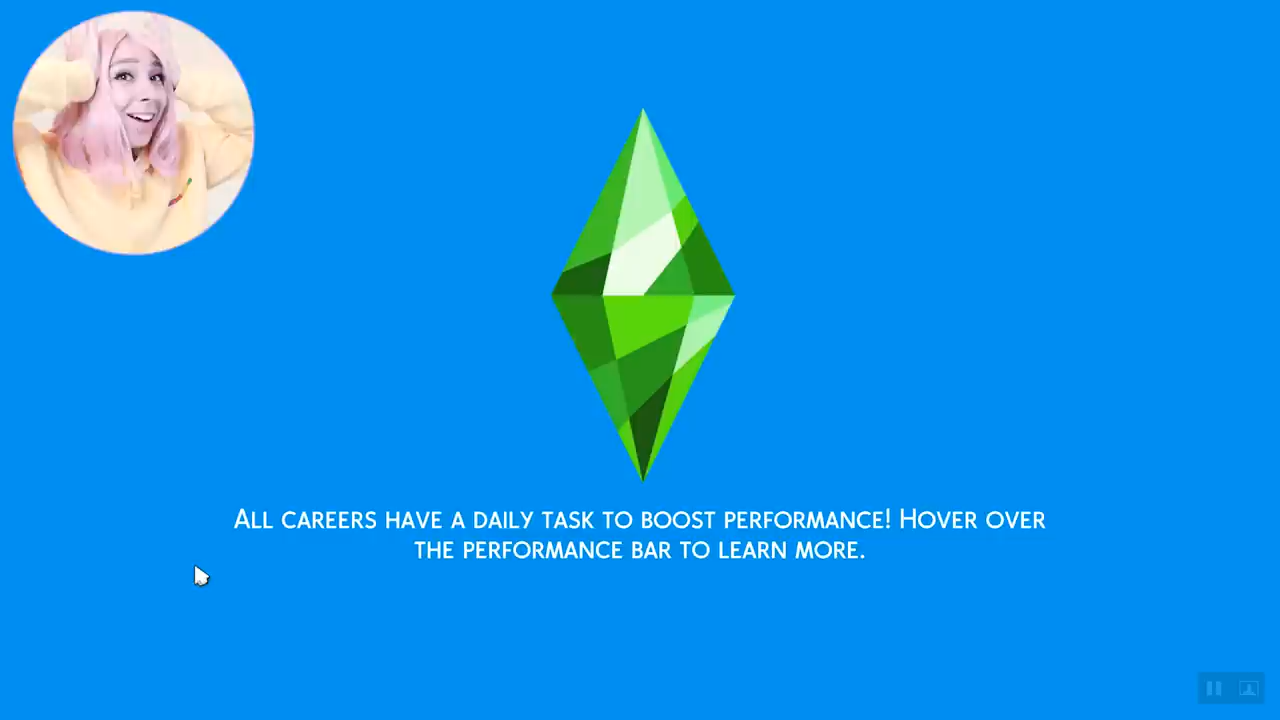 All careers have a daily task to boost performance! Hover over
the performance bar to learn more.